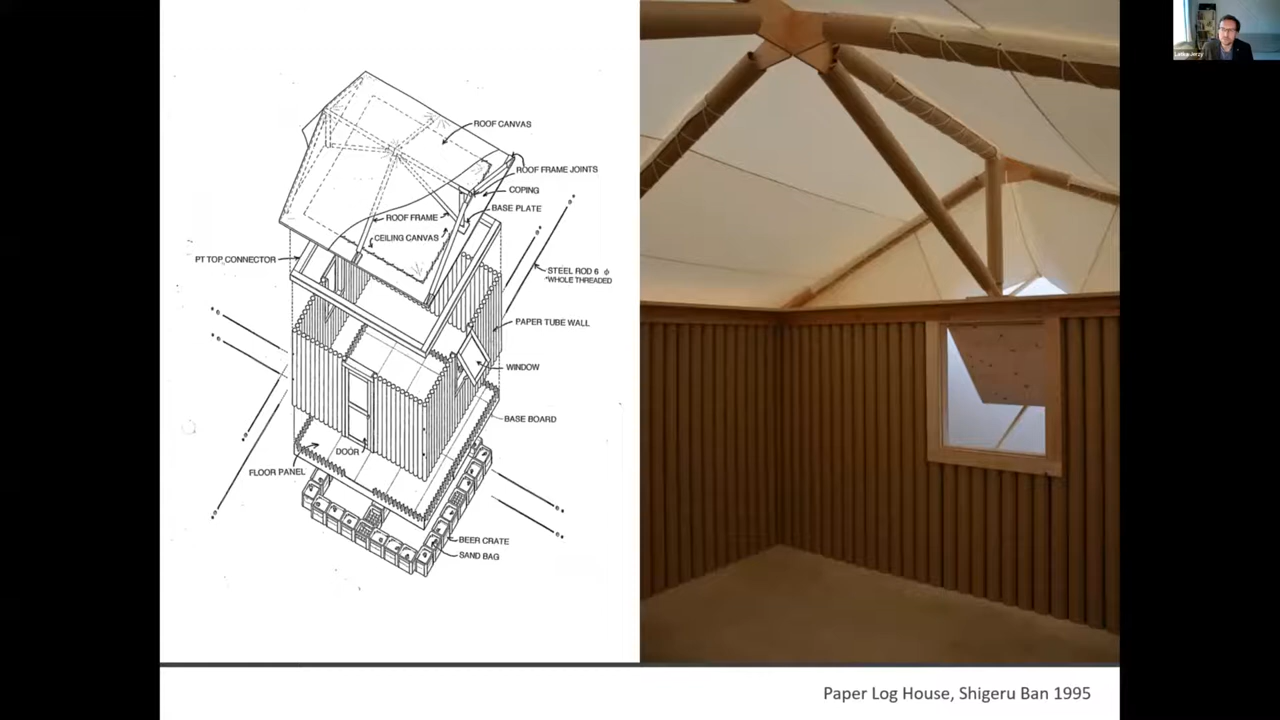 ROOF CANVAS
ROOF FRAME JOINTS
COPING
BASE PLATE
ROOF FRAME
CEILING CANVAS
PT TOP CONNECTOR
STEEL ROD 6 φ
*WHOLE THREADED
PAPER TUBE WALL
WINDOW
BASE BOARD
DOOR
FLOOR PANEL
BEER CRATE
SAND BAG
Paper Log House, Shigeru Ban 1995
Latka Jerzy